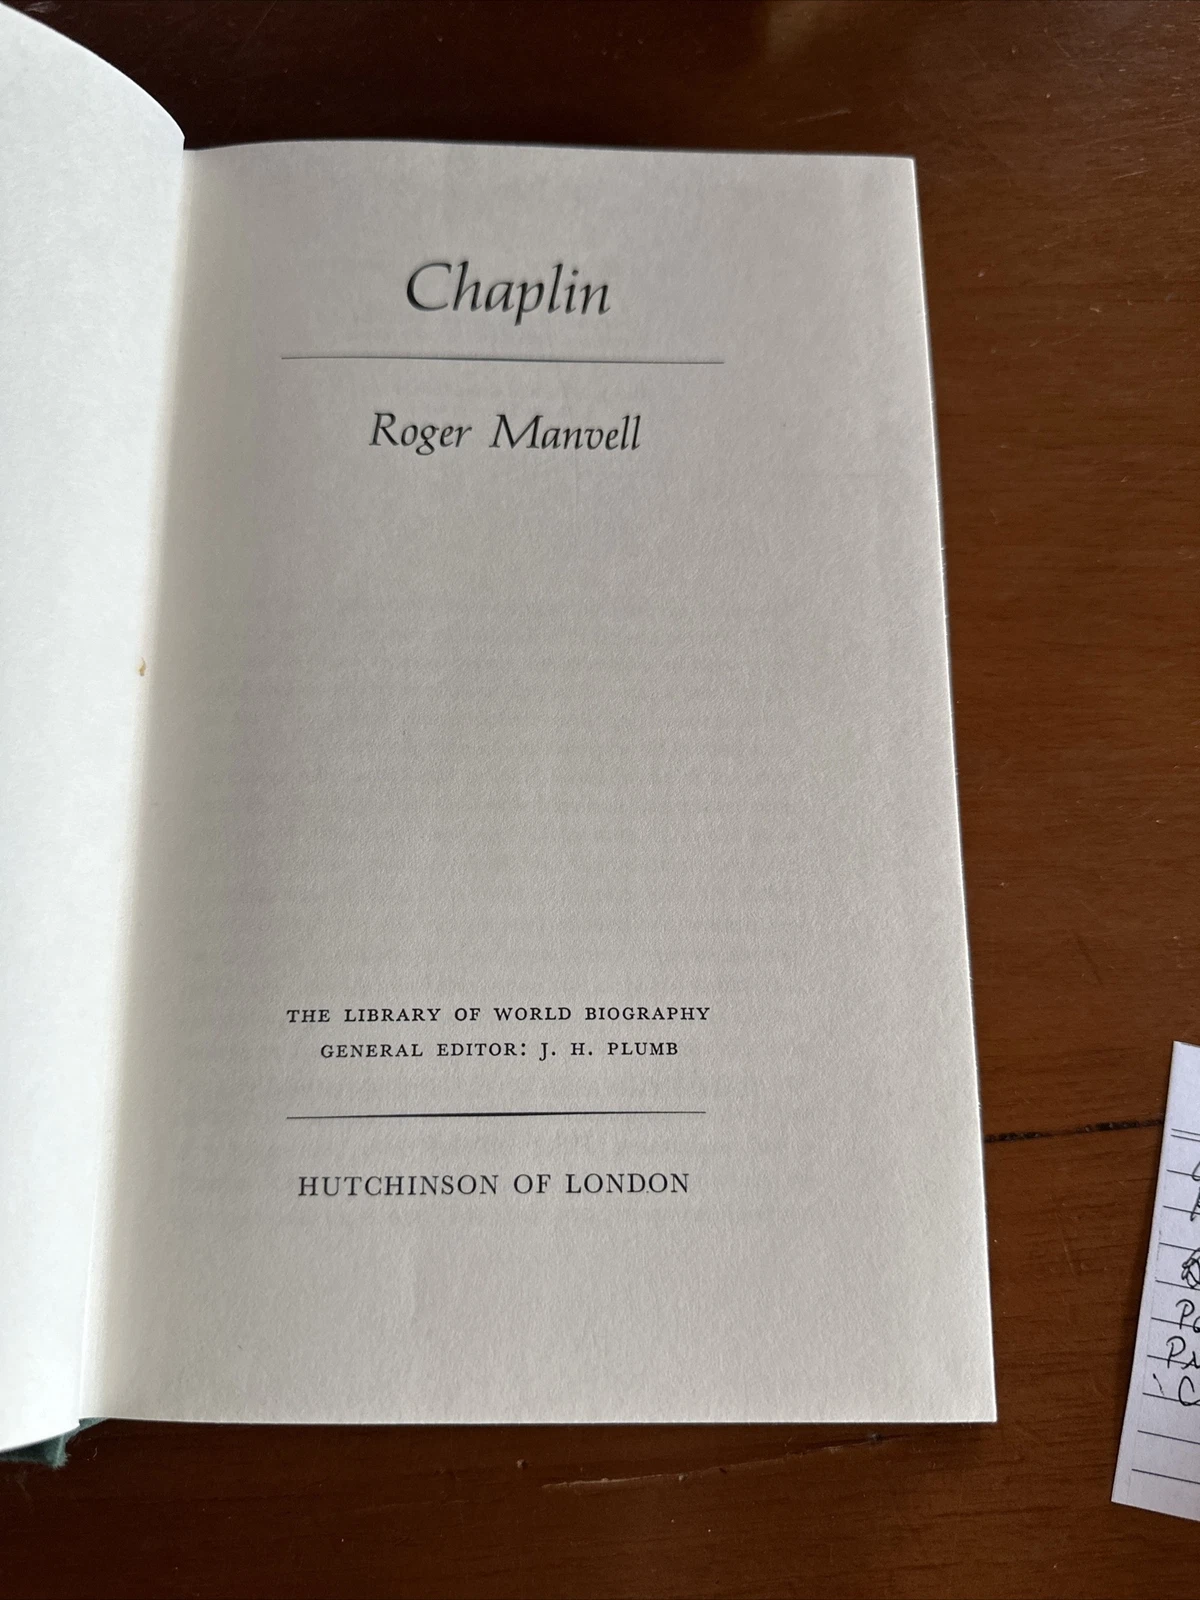 Chaplin
Roger Manvell
THE LIBRARY OF WORLD BIOGRAPHY
GENERAL EDITOR: J. H. PLUMB
HUTCHINSON OF LONDON